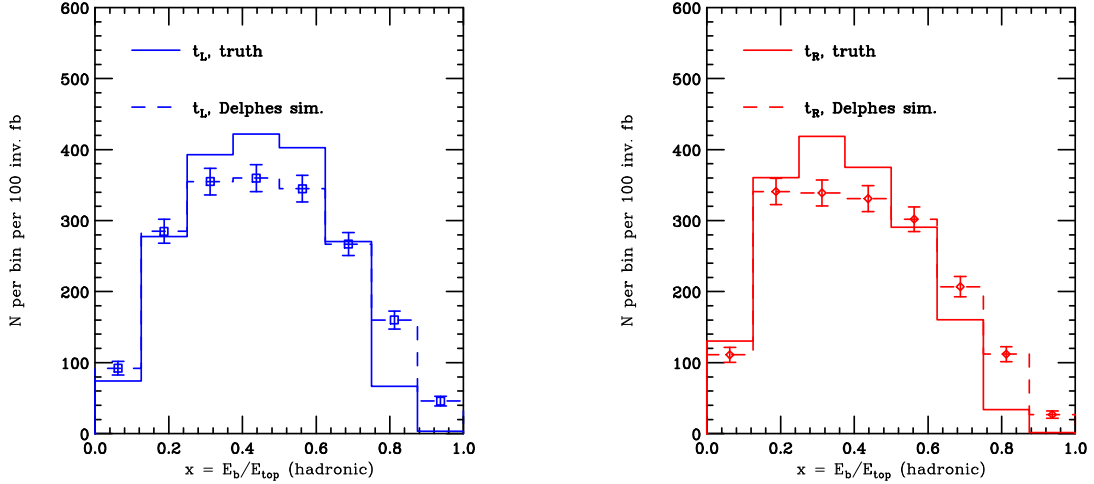 600
500
400
300
200
100
0
N per bin per 100 inv. fb
t_L, truth
t_L, Delphes sim.
0.0 0.2 0.4 0.6 0.8 1.0
x = E_b/E_top (hadronic)
600
500
400
300
200
100
0
N per bin per 100 inv. fb
t_R, truth
t_R, Delphes sim.
0.0 0.2 0.4 0.6 0.8 1.0
x = E_b/E_top (hadronic)